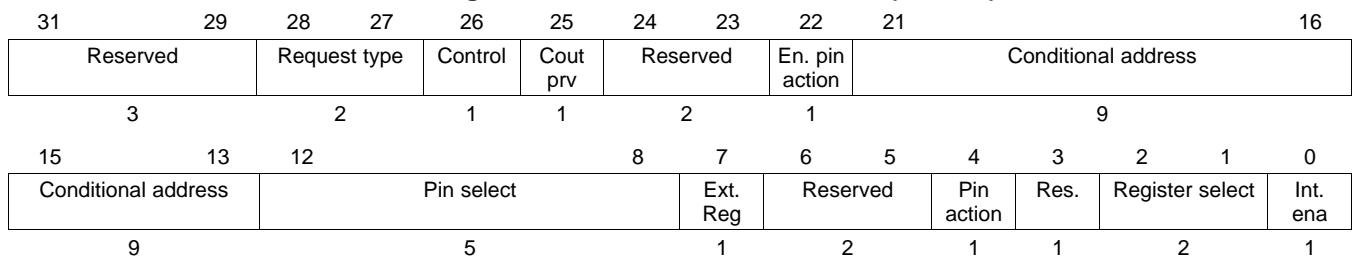 31 29 28 27 26 25 24 23 22 21 16
Reserved Request type Control Cout prv Reserved En. pin action Conditional address
3 2 1 1 2 1 9
15 13 12 8 7 6 5 4 3 2 1 0
Conditional address Pin select Ext. Reg Reserved Pin action Res. Register select Int. ena
9 5 1 2 1 1 2 1